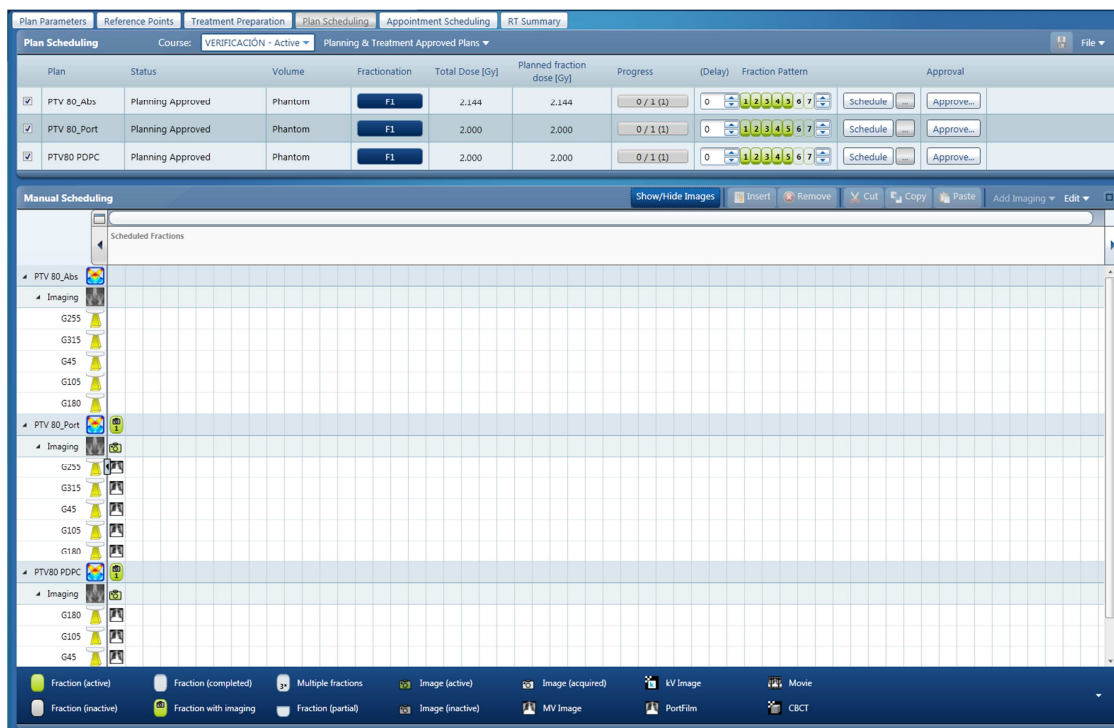 Plan Parameters Reference Points Treatment Preparation Plan Scheduling Appointment Scheduling RT Summary
Plan Scheduling Course: VERIFICACIÓN - Active Planning & Treatment Approved Plans File
Plan Status Volume Fractionation Total Dose [Gy] Planned fraction dose [Gy] Progress (Delay) Fraction Pattern Approval
PTV 80_Abs Planning Approved Phantom F1 2.144 2.144 0 / 1 (1) 0 1 2 3 4 5 6 7 Schedule ... Approve...
PTV 80_Port Planning Approved Phantom F1 2.000 2.000 0 / 1 (1) 0 1 2 3 4 5 6 7 Schedule ... Approve...
PTV80 PDPC Planning Approved Phantom F1 2.000 2.000 0 / 1 (1) 0 1 2 3 4 5 6 7 Schedule ... Approve...
Manual Scheduling Show/Hide Images Insert Remove Cut Copy Paste Add Imaging Edit
Scheduled Fractions
PTV 80_Abs
Imaging
G255
G315
G45
G105
G180
PTV 80_Port 1
Imaging
G255
G315
G45
G105
G180
PTV80 PDPC 1
Imaging
G180
G105
G45
Fraction (active) Fraction (completed) 3* Multiple fractions Image (active) Image (acquired) kV Image Movie
Fraction (inactive) Fraction with imaging Fraction (partial) Image (inactive) MV Image PortFilm CBCT